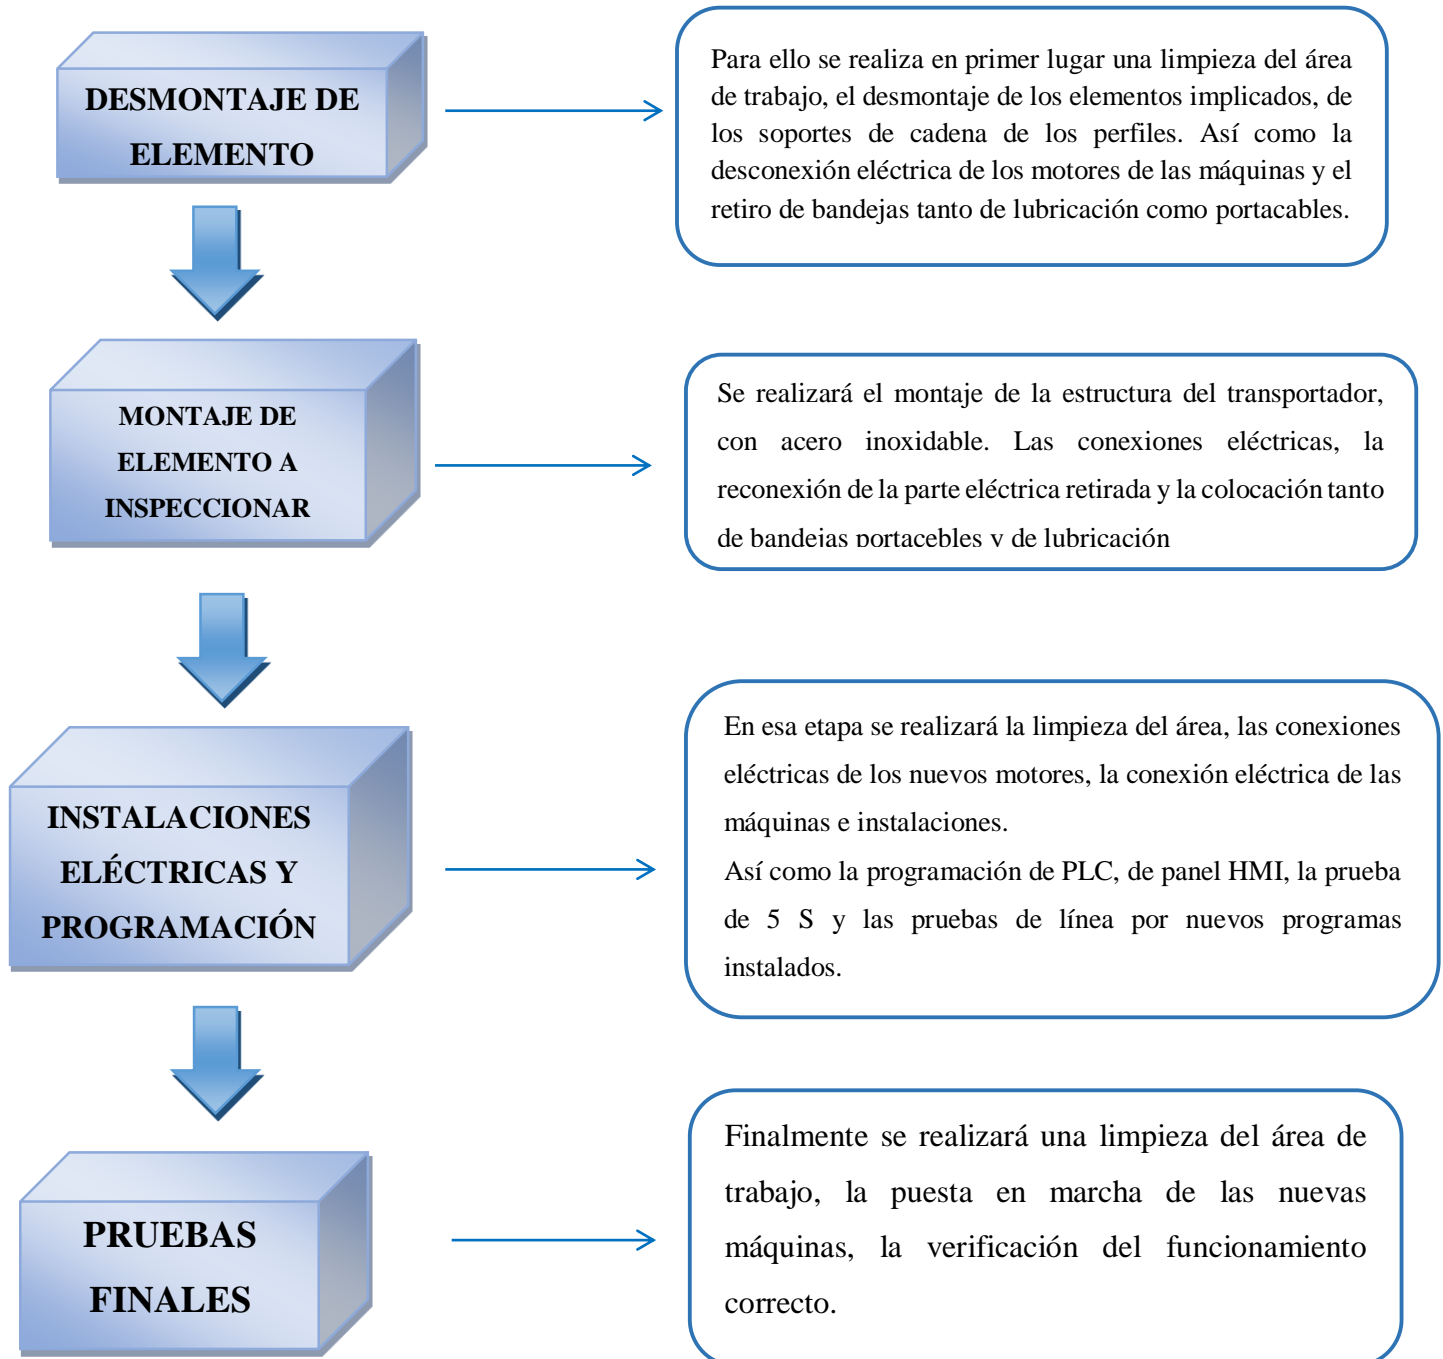 DESMONTAJE DE
ELEMENTO
Para ello se realiza en primer lugar una limpieza del área
de trabajo, el desmontaje de los elementos implicados, de
los soportes de cadena de los perfiles. Así como la
desconexión eléctrica de los motores de las máquinas y el
retiro de bandejas tanto de lubricación como portacables.
MONTAJE DE
ELEMENTO A
INSPECCIONAR
Se realizará el montaje de la estructura del transportador,
con acero inoxidable. Las conexiones eléctricas, la
reconexión de la parte eléctrica retirada y la colocación tanto
de bandejas portacebles y de lubricación
INSTALACIONES
ELÉCTRICAS Y
PROGRAMACIÓN
En esa etapa se realizará la limpieza del área, las conexiones
eléctricas de los nuevos motores, la conexión eléctrica de las
máquinas e instalaciones.
Así como la programación de PLC, de panel HMI, la prueba
de 5 S y las pruebas de línea por nuevos programas
instalados.
PRUEBAS
FINALES
Finalmente se realizará una limpieza del área de
trabajo, la puesta en marcha de las nuevas
máquinas, la verificación del funcionamiento
correcto.